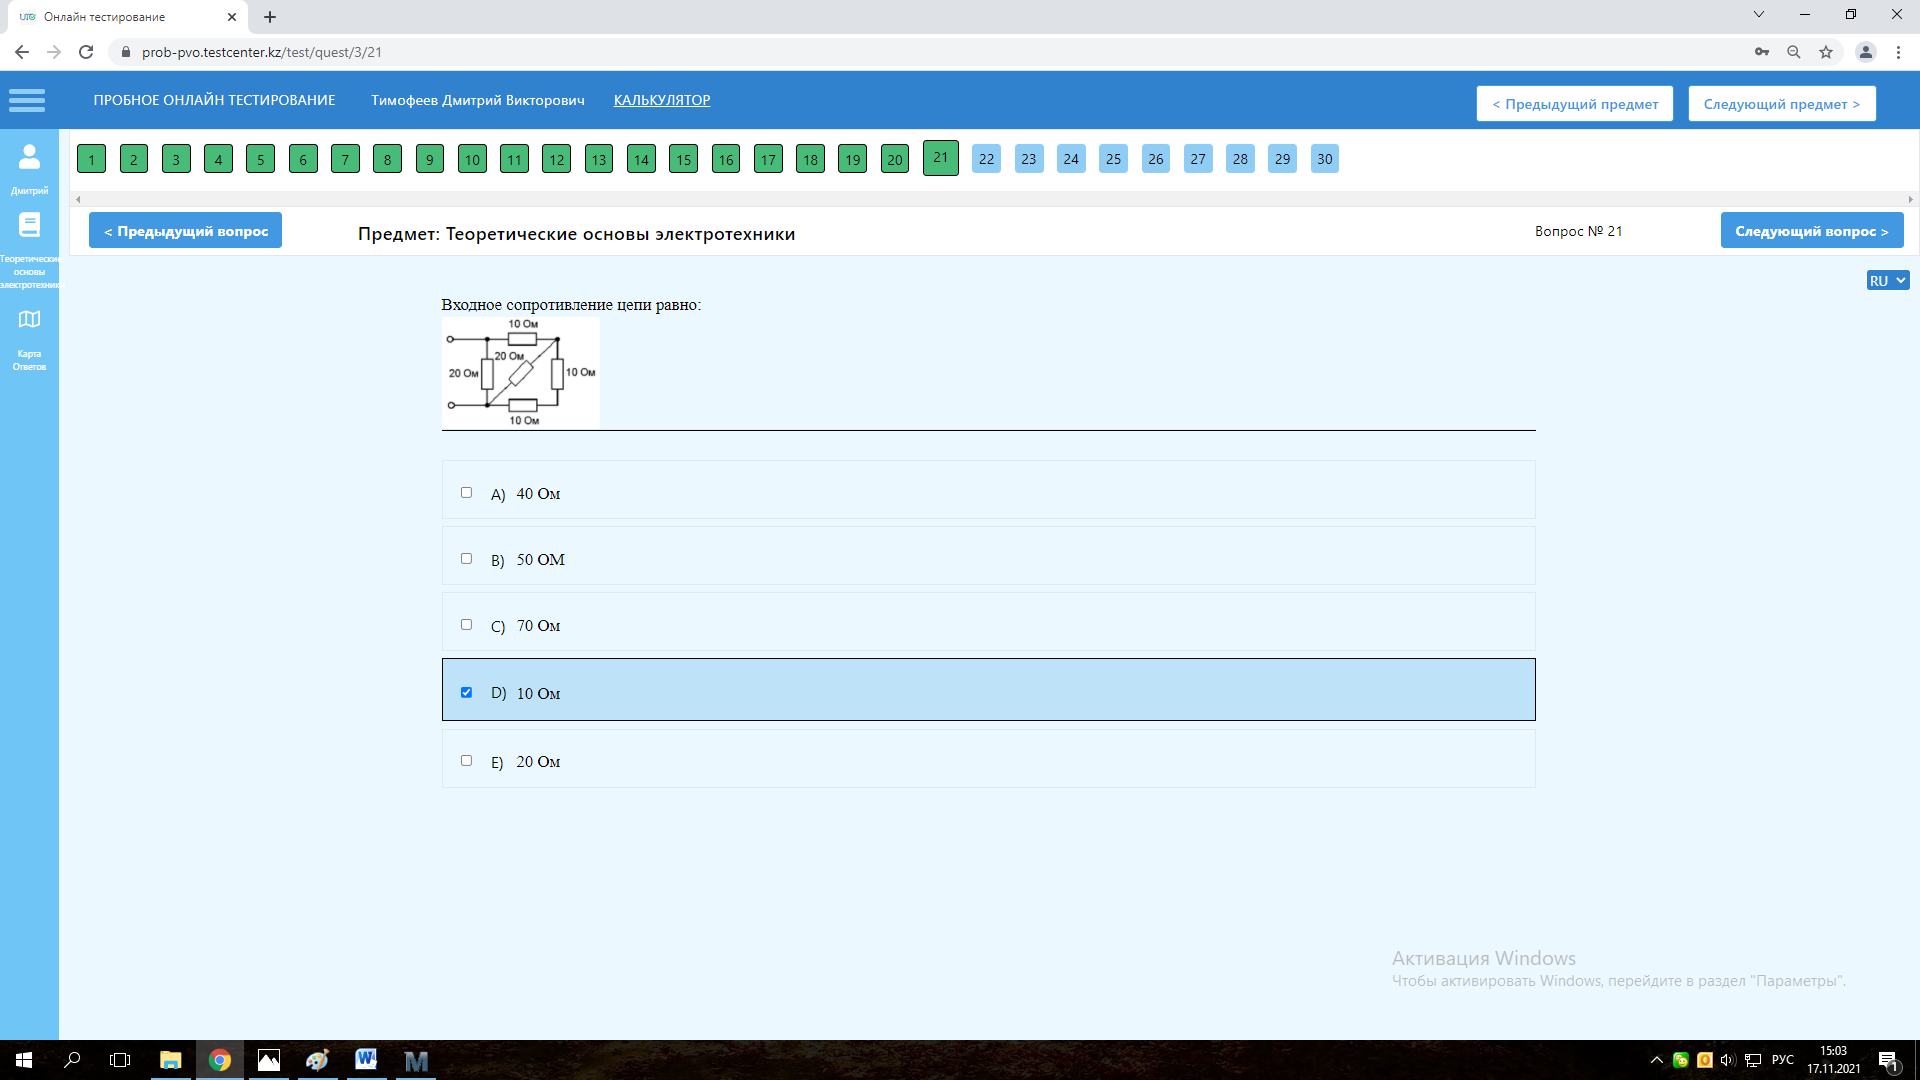 Онлайн тестирование
prob-pvo.testcenter.kz/test/quest/3/21
ПРОБНОЕ ОНЛАЙН ТЕСТИРОВАНИЕ Тимофеев Дмитрий Викторович КАЛЬКУЛЯТОР < Предыдущий предмет Следующий предмет >
1 2 3 4 5 6 7 8 9 10 11 12 13 14 15 16 17 18 19 20 21 22 23 24 25 26 27 28 29 30
Дмитрий
Теоретические
основы
электротехники
Карта
Ответов
< Предыдущий вопрос Предмет: Теоретические основы электротехники Вопрос № 21 Следующий вопрос >
RU
Входное сопротивление цепи равно:
10 Ом
20 Ом
20 Ом 10 Ом
10 Ом
A) 40 Ом
B) 50 ОМ
C) 70 Ом
D) 10 Ом
E) 20 Ом
Активация Windows
Чтобы активировать Windows, перейдите в раздел "Параметры".
РУС
15:03
17.11.2021
1